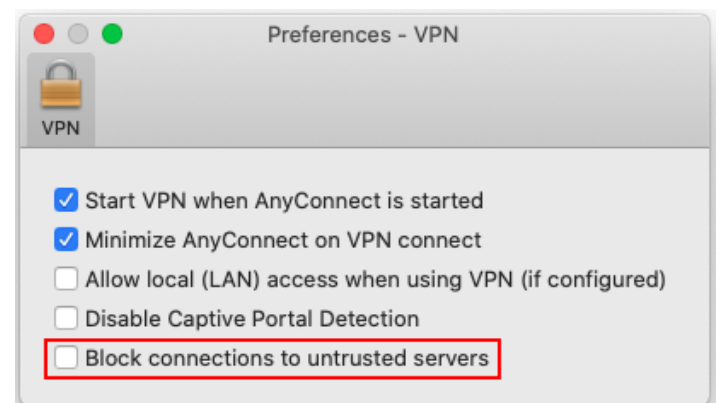 Preferences - VPN
VPN
Start VPN when AnyConnect is started
Minimize AnyConnect on VPN connect
Allow local (LAN) access when using VPN (if configured)
Disable Captive Portal Detection
Block connections to untrusted servers